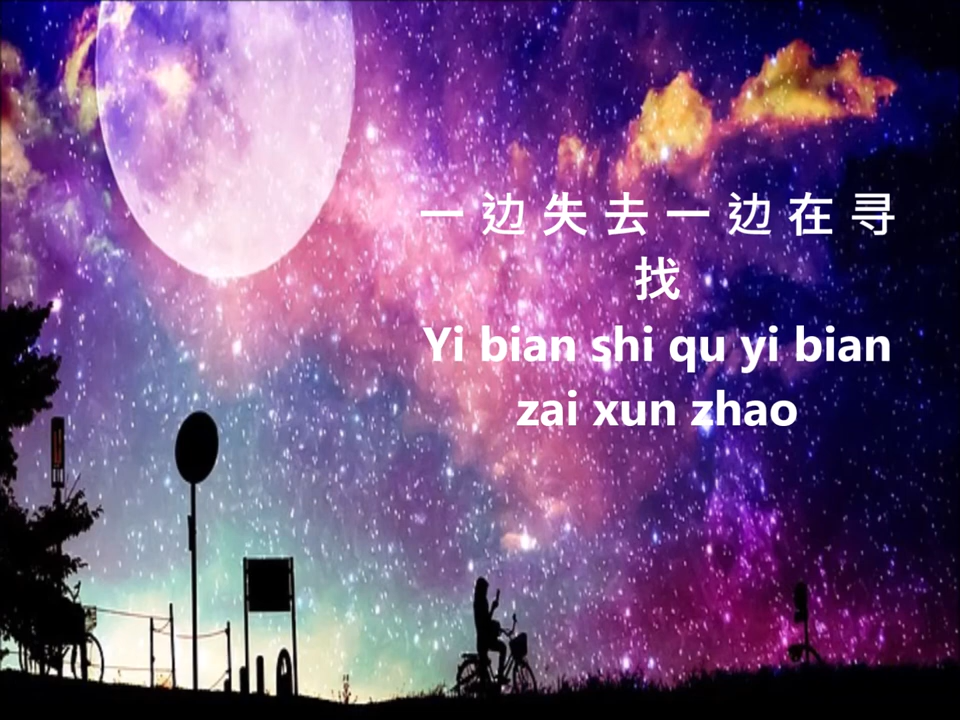 一 边 失 去 一 边 在 寻
找
Yi bian shi qu yi bian
zai xun zhao